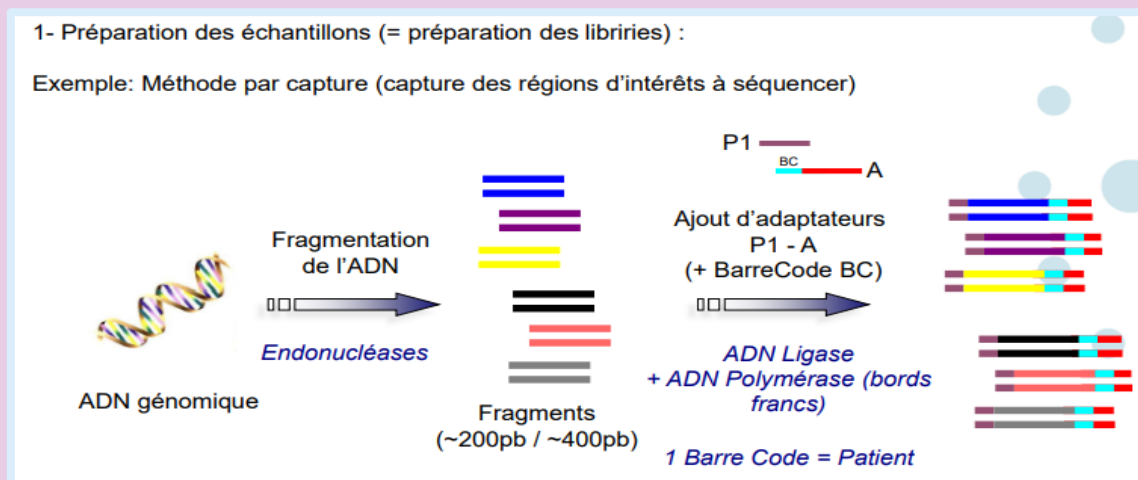 1- Préparation des échantillons (= préparation des libriries) :
Exemple: Méthode par capture (capture des régions d'intérêts à séquencer)
ADN génomique
Fragmentation
de l'ADN
Endonucléases
Fragments
(~200pb / ~400pb)
P1
BC
A
Ajout d'adaptateurs
P1 - A
(+ BarreCode BC)
ADN Ligase
+ ADN Polymérase (bords
francs)
1 Barre Code = Patient